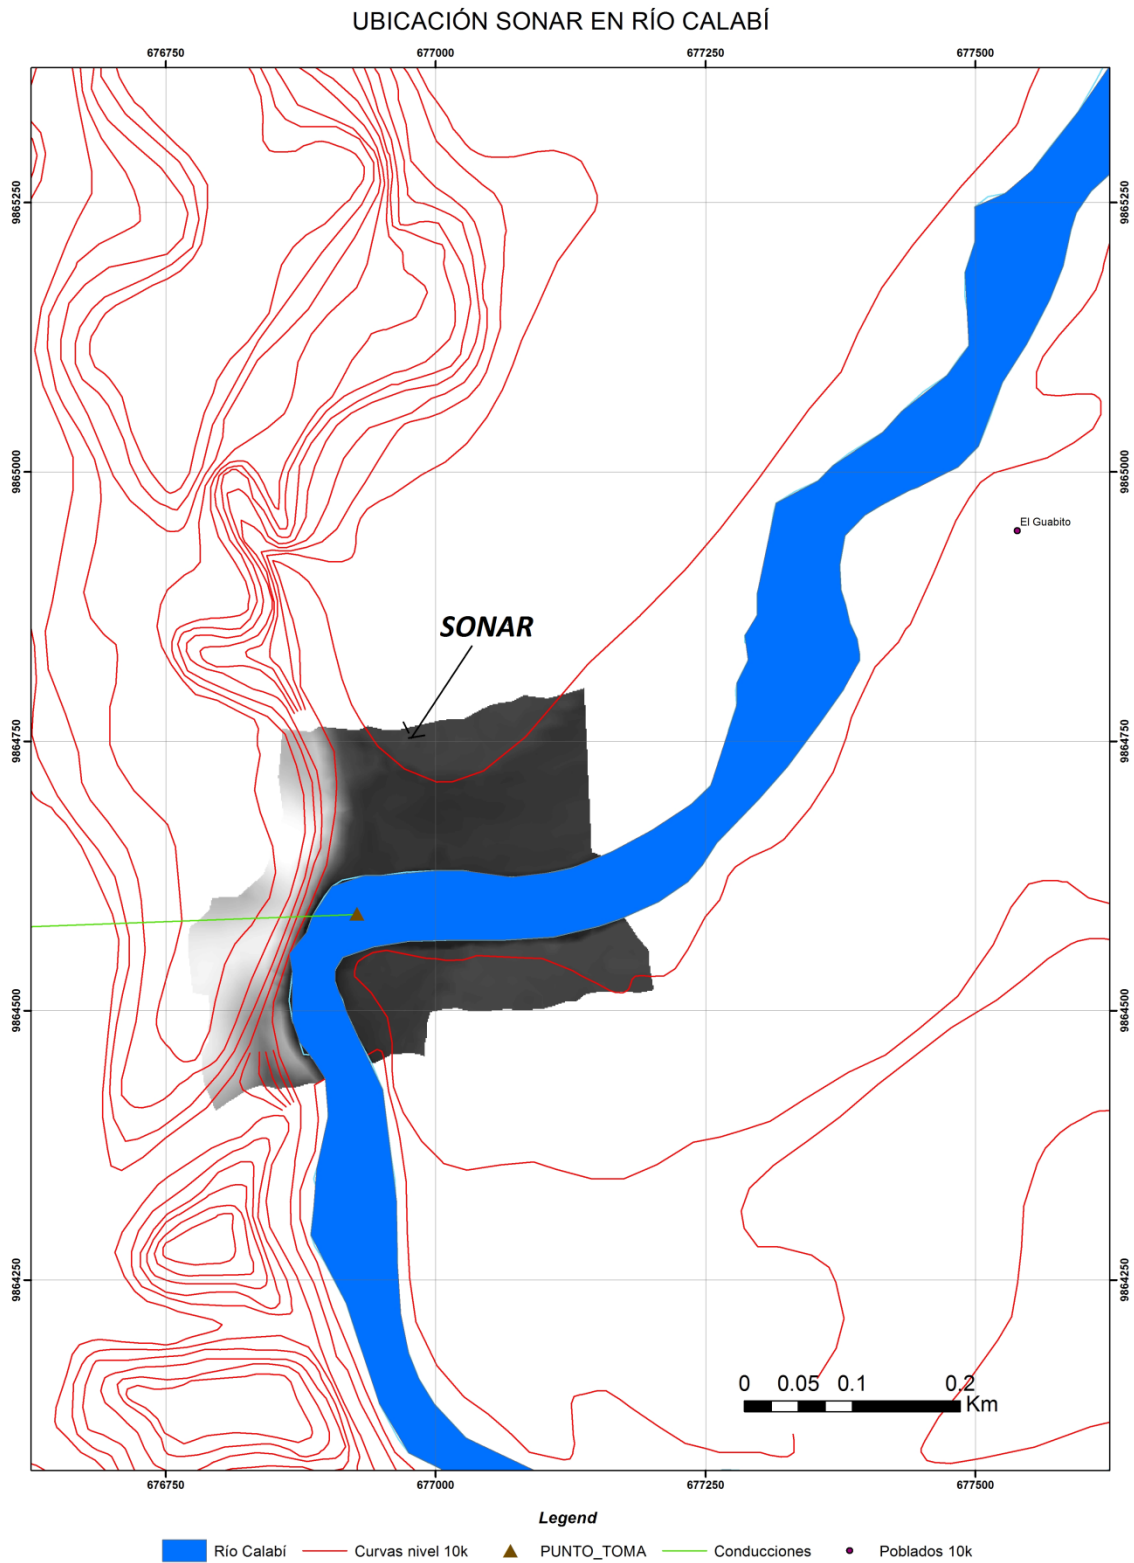 UBICACIÓN SONAR EN RÍO CALABÍ
676750 677000 677250 677500
9865250 9865250
9865000 9865000
El Guabito
SONAR
9864750 9864750
9864500 9864500
9864250 9864250
0 0.05 0.1 0.2
Km
676750 677000 677250 677500
Legend
Río Calabí Curvas nivel 10k PUNTO_TOMA Conducciones Poblados 10k